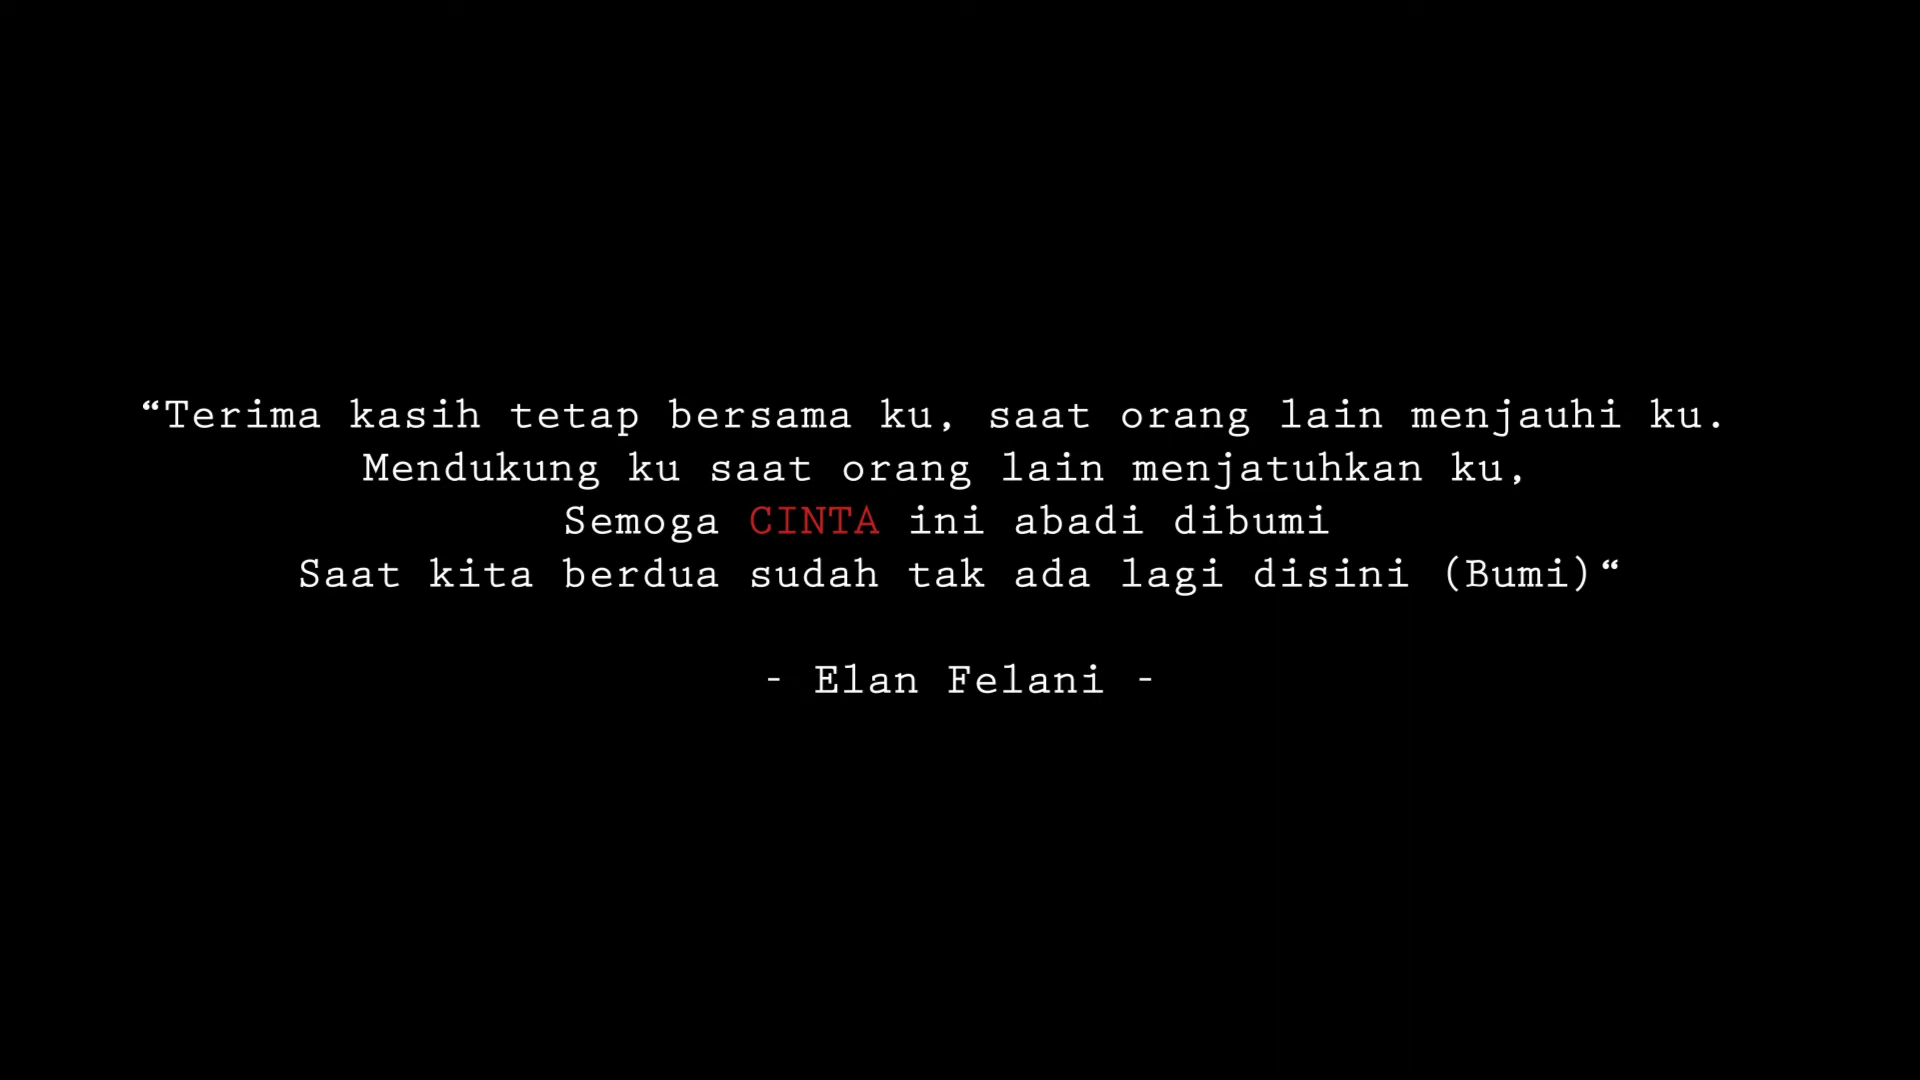 “Terima kasih tetap bersama ku, saat orang lain menjauhi ku.
Mendukung ku saat orang lain menjatuhkan ku,
Semoga CINTA ini abadi dibumi
Saat kita berdua sudah tak ada lagi disini (Bumi)“
- Elan Felani -